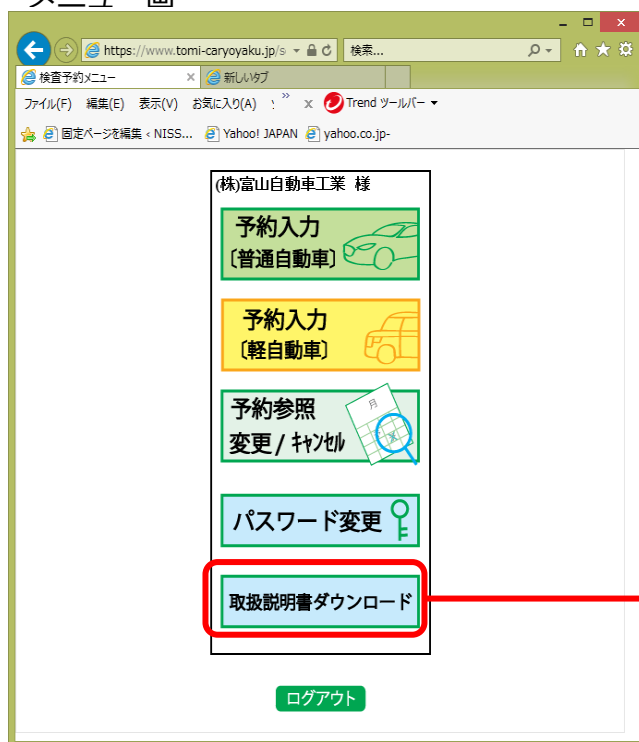 メニュー画
https://www.tomi-caryoyaku.jp/s
検索...
検査予約メニュー
新しいタブ
ファイル(F) 編集(E) 表示(V) お気に入り(A)
x Trend ツールバー
固定ページを編集 ‹ NISS... Yahoo! JAPAN yahoo.co.jp-
(株)富山自動車工業 様
予約入力
〔普通自動車〕
予約入力
〔軽自動車〕
予約参照
月
変更 / ｷｬﾝｾﾙ
パスワード変更
取扱説明書ダウンロード
ログアウト